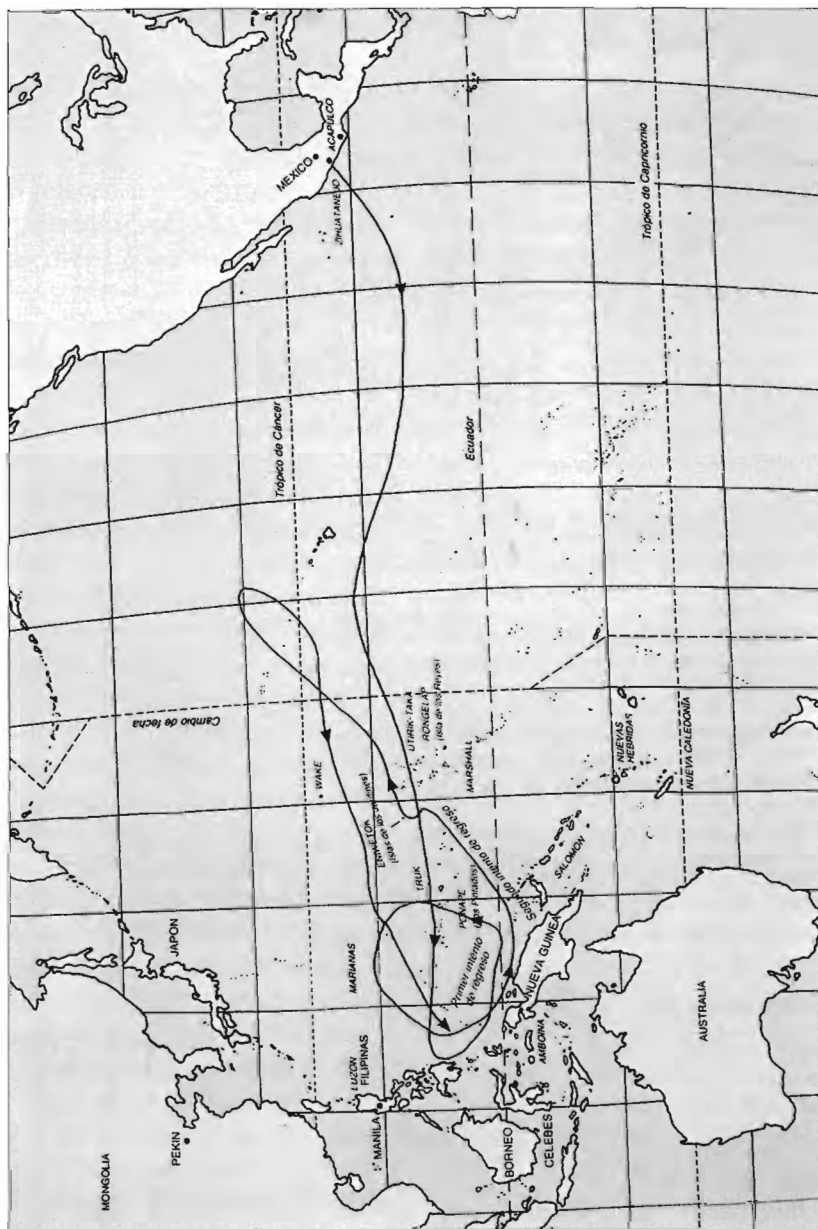 MONGOLIA
PEKIN
JAPON
Cambio de fecha
Trópico de Cáncer
MEXICO
ACAPULCO
ZIHUATANEJO
LUZON
FILIPINAS
MANILA
MARIANAS
WAKE
ENIWETOK
TRUK
UTIRIK-TAKA
RONGELAP
(Isla de los Reyes)
MARSHALL
PONAPE
(los Pintados)
Primer intento
de regreso
Segundo intento de regreso
Ecuador
BORNEO
CELEBES
AMBOINA
NUEVA GUINEA
SALOMON
NUEVAS
HEBRIDAS
NUEVA CALEDONIA
AUSTRALIA
Trópico de Capricornio